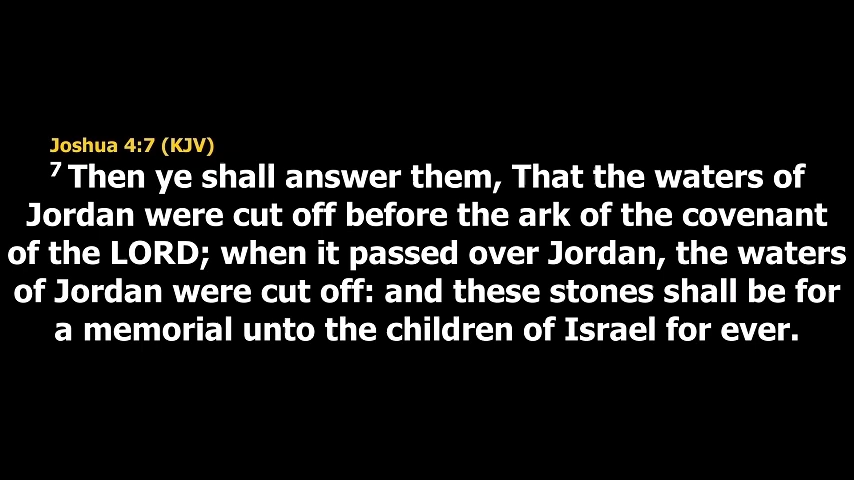 Joshua 4:7 (KJV)
7 Then ye shall answer them, That the waters of
Jordan were cut off before the ark of the covenant
of the LORD; when it passed over Jordan, the waters
of Jordan were cut off: and these stones shall be for
a memorial unto the children of Israel for ever.